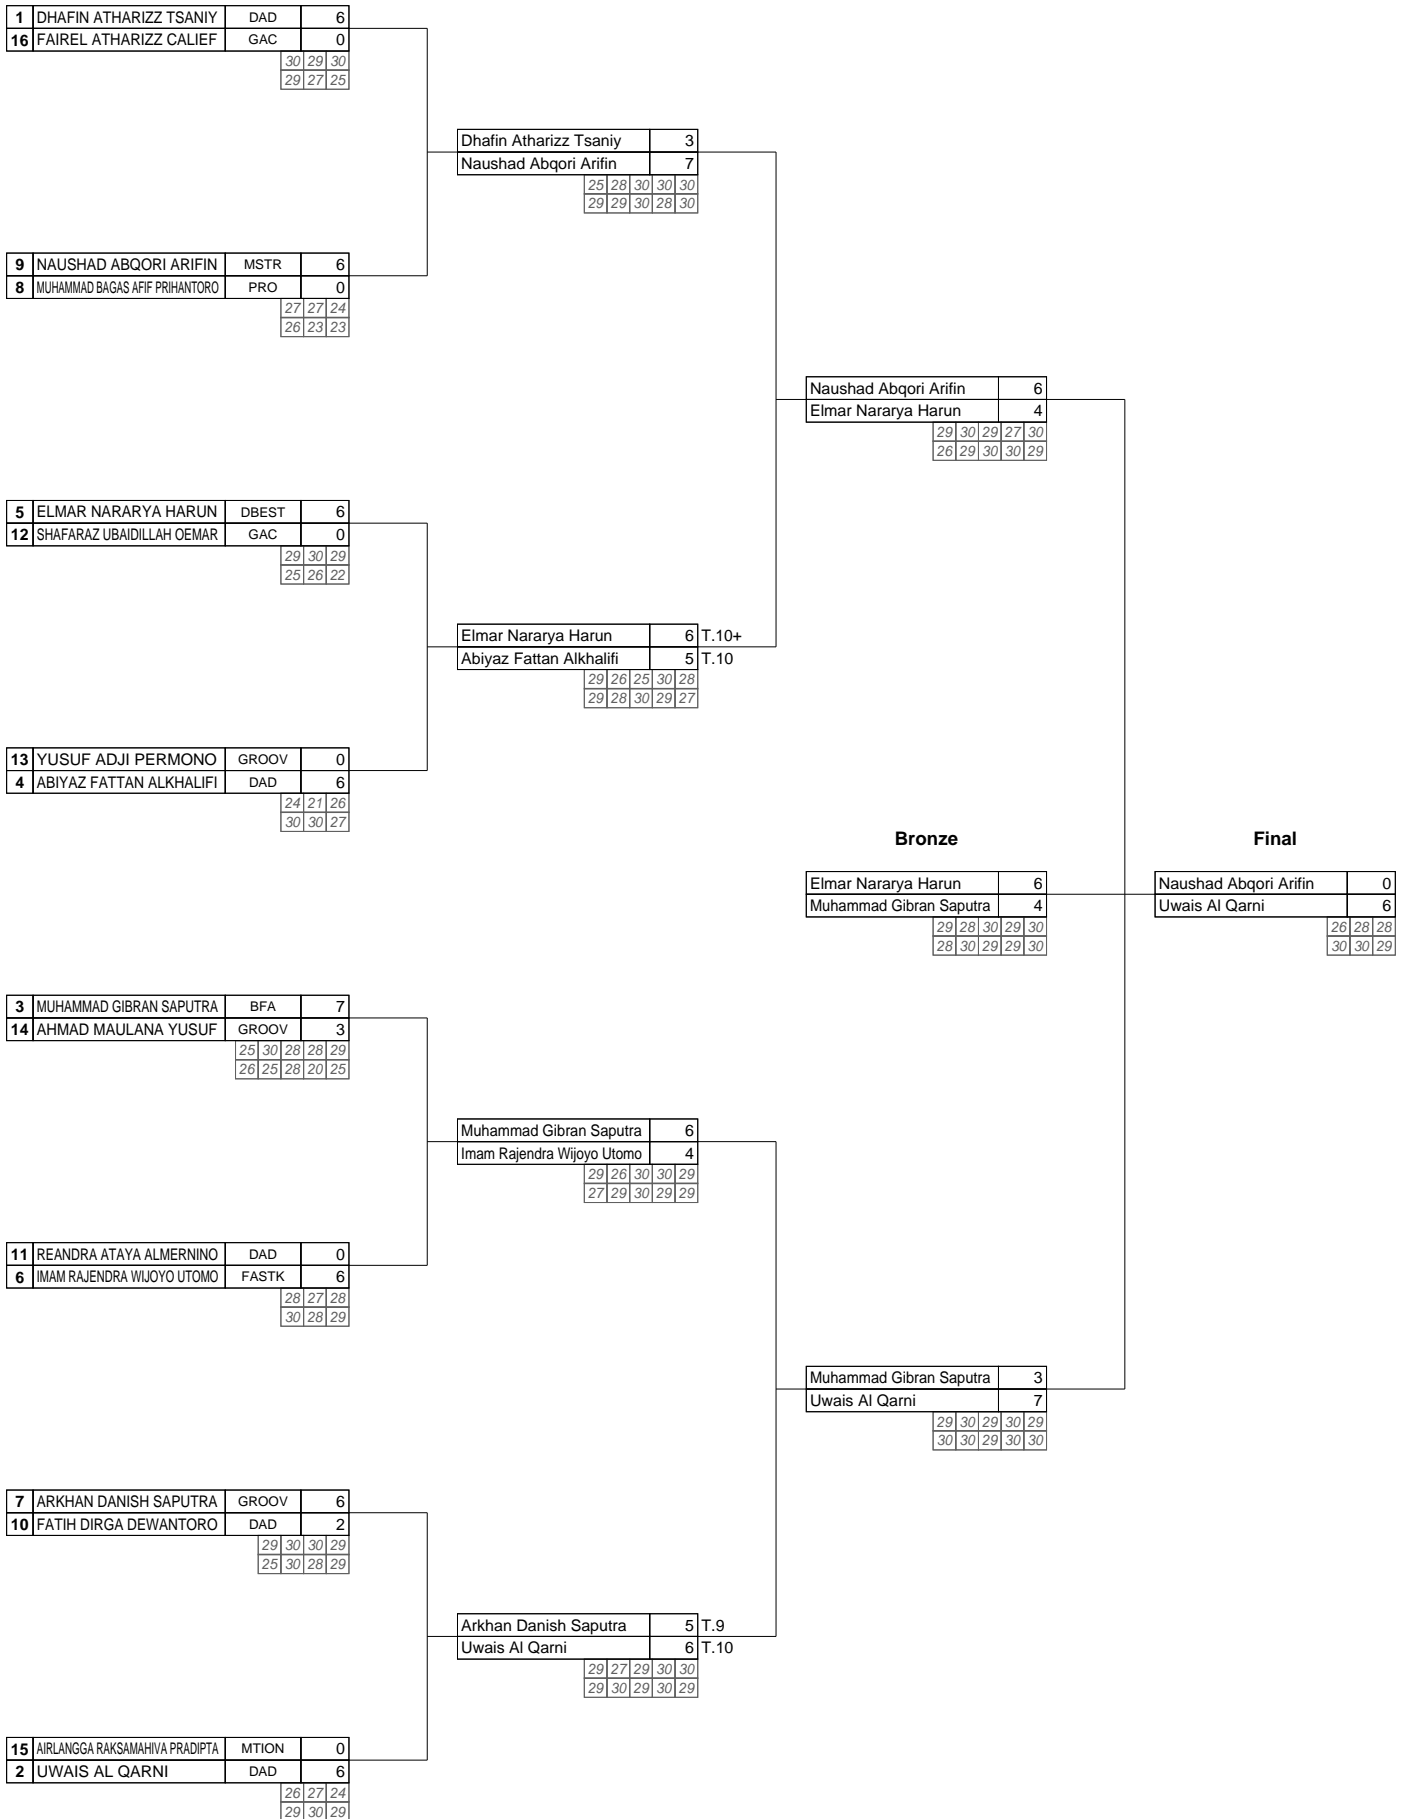 1 DHAFIN ATHARIZZ TSANIY DAD 6
16 FAIREL ATHARIZZ CALIEF GAC 0
30 29 30
29 27 25
Dhafin Atharizz Tsaniy 3
Naushad Abqori Arifin 7
25 28 30 30 30
29 29 30 28 30
9 NAUSHAD ABQORI ARIFIN MSTR 6
8 MUHAMMAD BAGAS AFIF PRIHANTORO PRO 0
27 27 24
26 23 23
Naushad Abqori Arifin 6
Elmar Nararya Harun 4
29 30 29 27 30
26 29 30 30 29
5 ELMAR NARARYA HARUN DBEST 6
12 SHAFARAZ UBAIDILLAH OEMAR GAC 0
29 30 29
25 26 22
Elmar Nararya Harun 6 T.10+
Abiyaz Fattan Alkhalifi 5 T.10
29 26 25 30 28
29 28 30 29 27
13 YUSUF ADJI PERMONO GROOV 0
4 ABIYAZ FATTAN ALKHALIFI DAD 6
24 21 26
30 30 27
Bronze Final
Elmar Nararya Harun 6 Naushad Abqori Arifin 0
Muhammad Gibran Saputra 4 Uwais Al Qarni 6
29 28 30 29 30 26 28 28
28 30 29 29 30 30 30 29
3 MUHAMMAD GIBRAN SAPUTRA BFA 7
14 AHMAD MAULANA YUSUF GROOV 3
25 30 28 28 29
26 25 28 20 25
Muhammad Gibran Saputra 6
Imam Rajendra Wijoyo Utomo 4
29 26 30 30 29
27 29 30 29 29
11 REANDRA ATAYA ALMERNINO DAD 0
6 IMAM RAJENDRA WIJOYO UTOMO FASTK 6
28 27 28
30 28 29
Muhammad Gibran Saputra 3
Uwais Al Qarni 7
29 30 29 30 29
30 30 29 30 30
7 ARKHAN DANISH SAPUTRA GROOV 6
10 FATIH DIRGA DEWANTORO DAD 2
29 30 30 29
25 30 28 29
Arkhan Danish Saputra 5 T.9
Uwais Al Qarni 6 T.10
29 27 29 30 30
29 30 29 30 29
15 AIRLANGGA RAKSAMAHIVA PRADIPTA MTION 0
2 UWAIS AL QARNI DAD 6
26 27 24
29 30 29